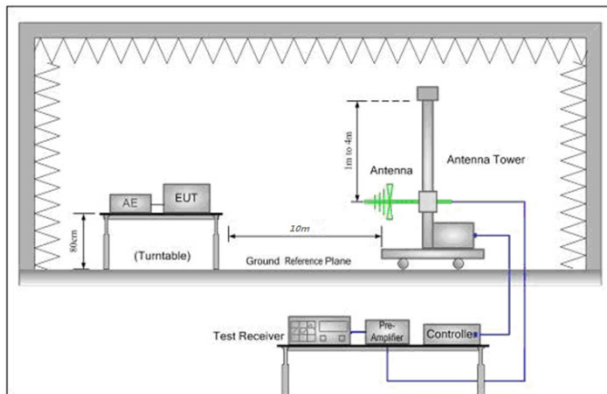 1m to 4m
Antenna
Antenna Tower
AE
EUT
80cm
(Turntable)
10m
Ground Reference Plane
Test Receiver
Pre-
Amplifier
Controller